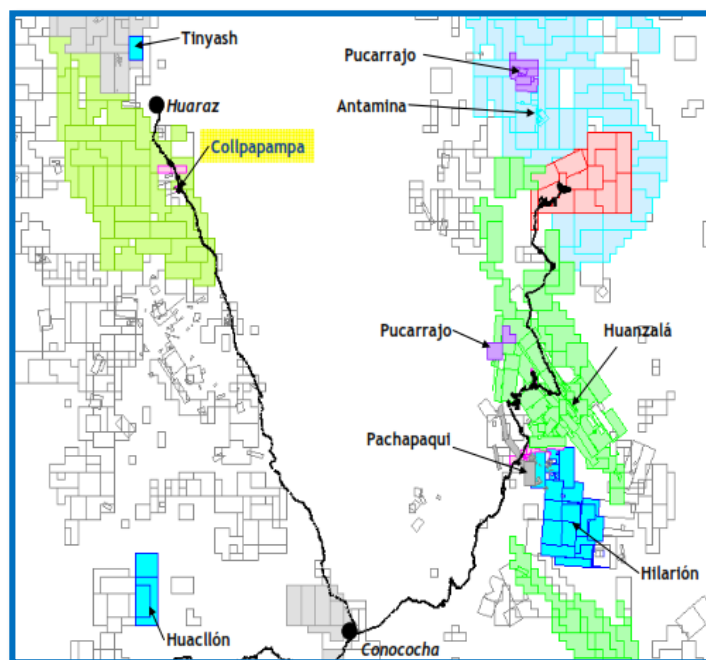 Tinyash
Pucarrajo
Huaraz
Antamina
Collpapampa
Pucarrajo
Huanzalá
Pachapaqui
Hilarión
Huacllón
Conococha